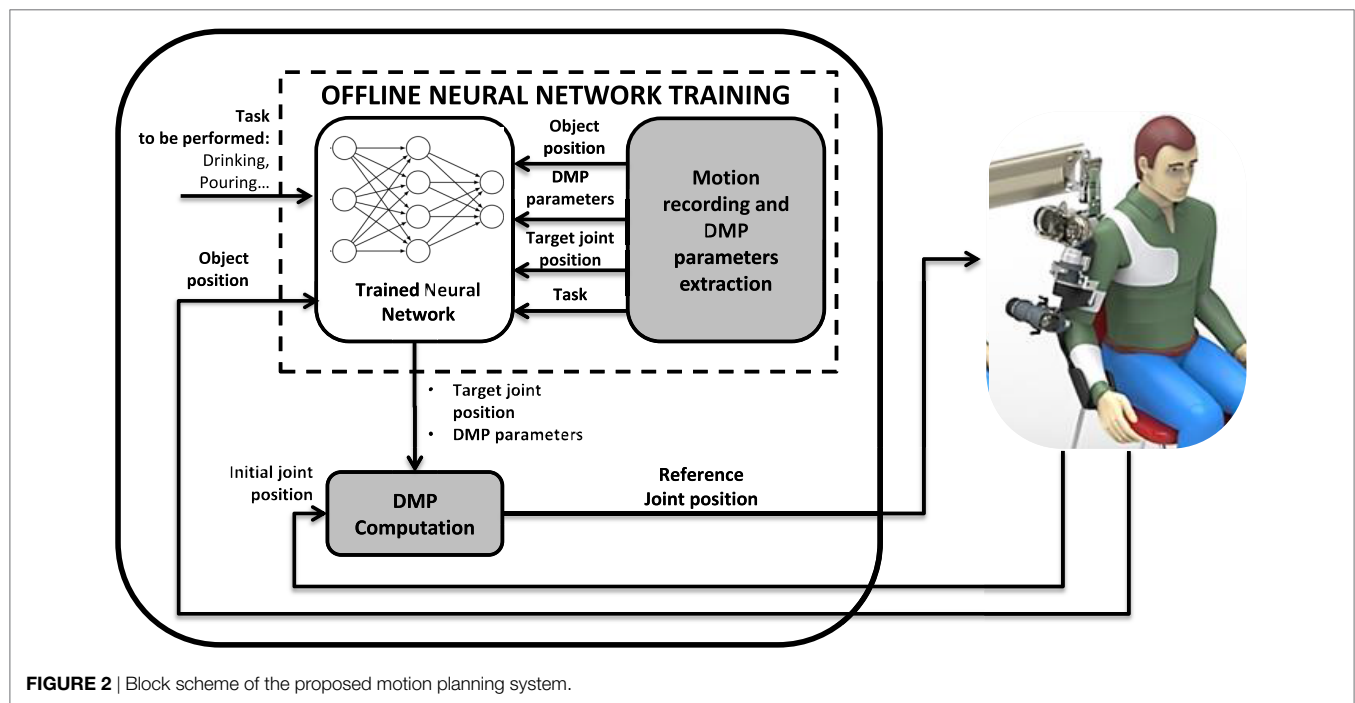 OFFLINE NEURAL NETWORK TRAINING
Task
to be performed:
Drinking,
Pouring...
Object
position
Trained Neural
Network
Object
position
DMP
parameters
Target joint
position
Task
Motion
recording and
DMP
parameters
extraction
• Target joint
position
• DMP parameters
Initial joint
position
DMP
Computation
Reference
Joint position
FIGURE 2 | Block scheme of the proposed motion planning system.